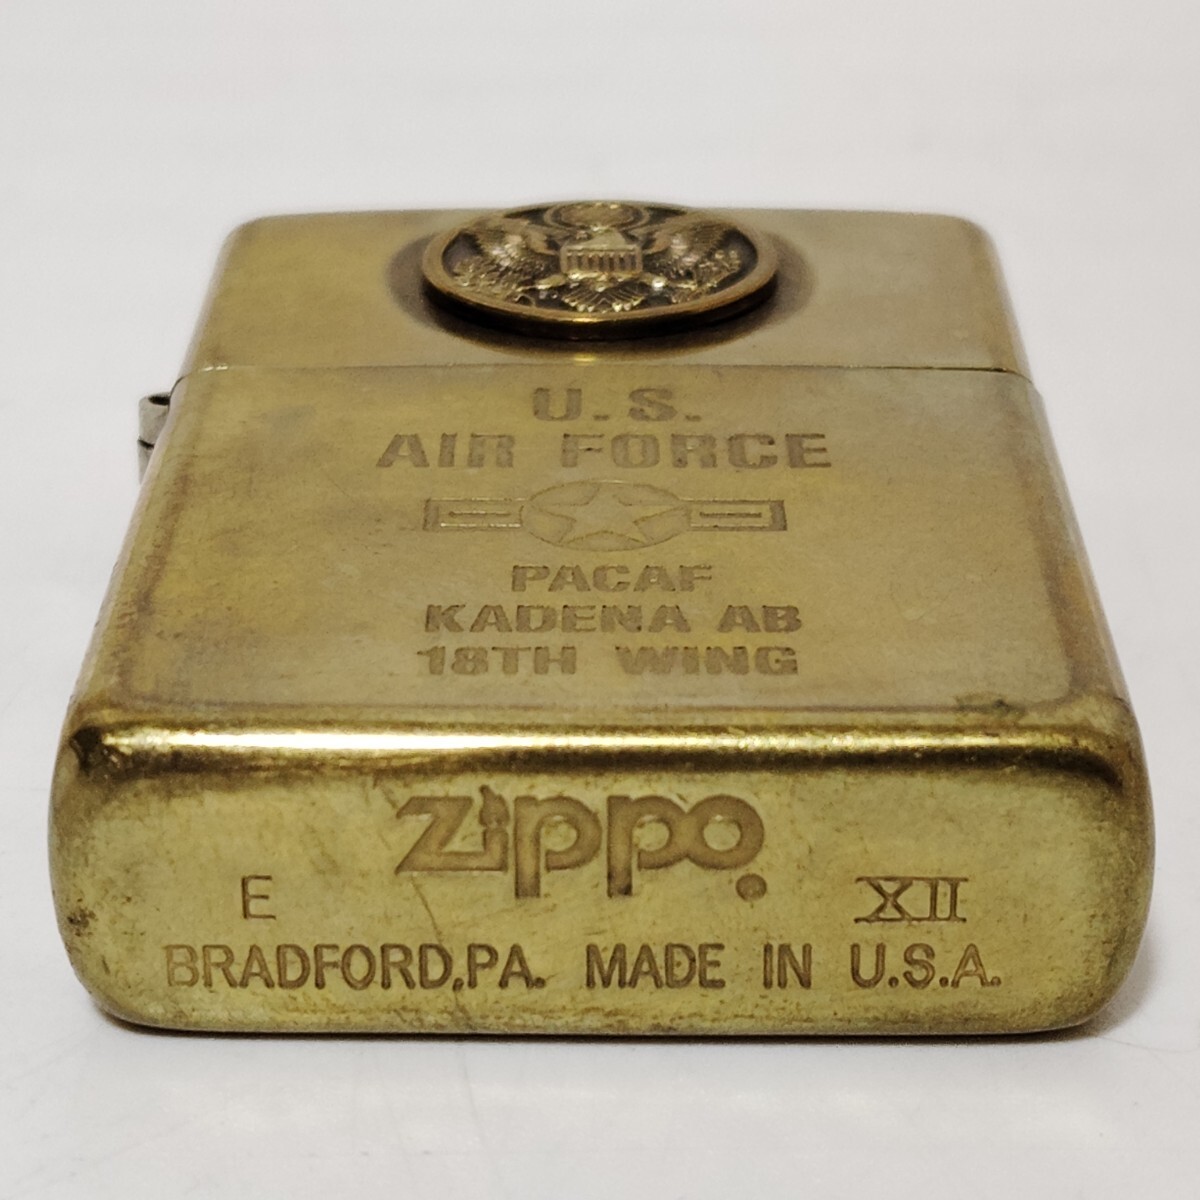 U.S.
AIR FORCE
PACAF
KADENA AB
18TH WING
Zippo
E XII
BRADFORD,PA. MADE IN U.S.A.